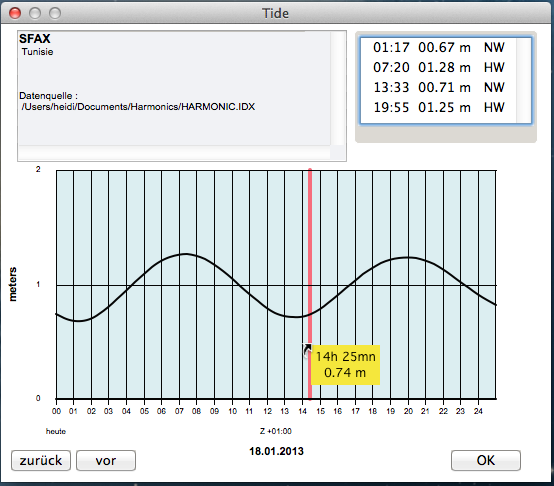 Tide
SFAX
Tunisie
Datenquelle :
/Users/heidi/Documents/Harmonics/HARMONIC.IDX
01:17 00.67 m NW
07:20 01.28 m HW
13:33 00.71 m NW
19:55 01.25 m HW
2
1
0
meters
14h 25mn
0.74 m
00 01 02 03 04 05 06 07 08 09 10 11 12 13 14 15 16 17 18 19 20 21 22 23 24
heute
Z +01:00
18.01.2013
zurück
vor
OK